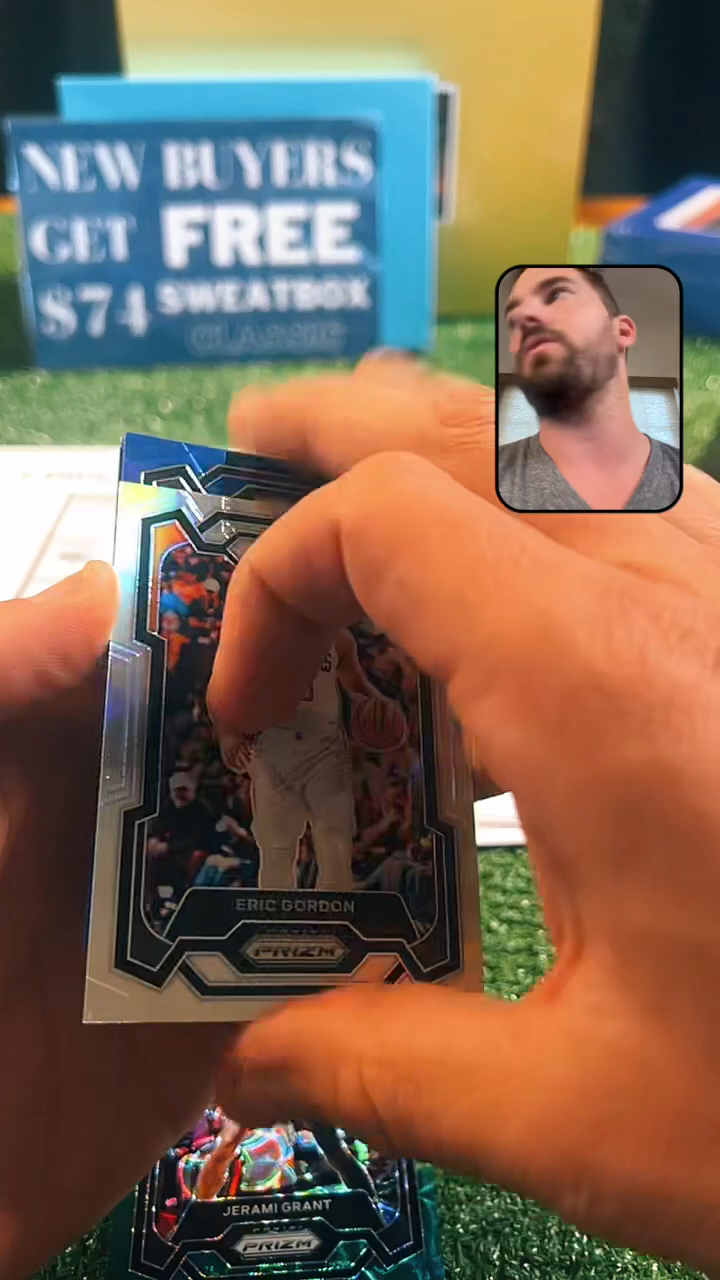 NEW BUYERS
GET FREE
$74 SWEATBOX
CLASSIC
ERIC GORDON
PRIZM
JERAMI GRANT
PRIZM